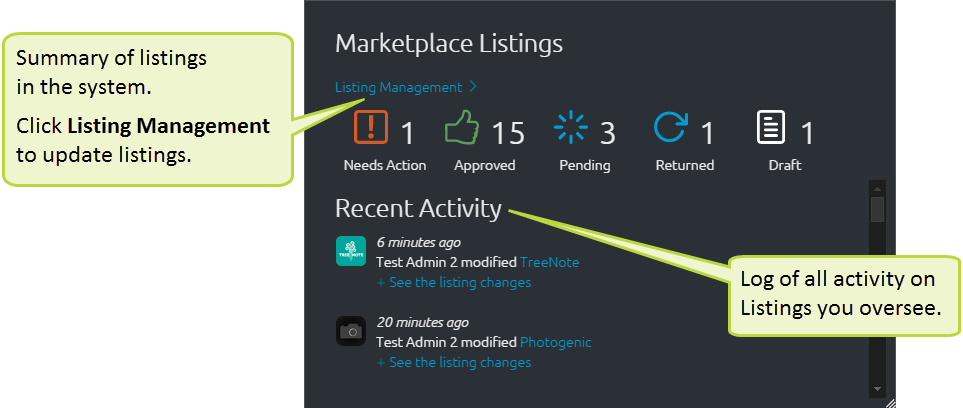 Summary of listings
in the system.
Click Listing Management
to update listings.
Marketplace Listings
Listing Management >
1
Needs Action
15
Approved
3
Pending
1
Returned
1
Draft
Recent Activity
TREENOTE
6 minutes ago
Test Admin 2 modified TreeNote
+ See the listing changes
20 minutes ago
Test Admin 2 modified Photogenic
+ See the listing changes
Log of all activity on
Listings you oversee.